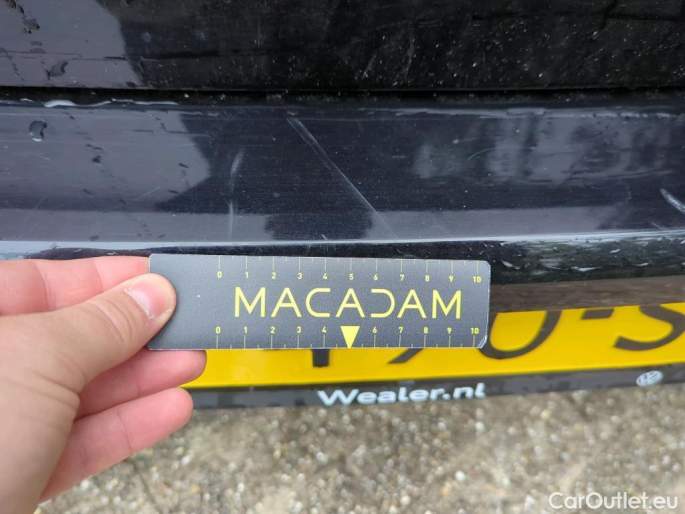 0 1 2 3 4 5 6 7 8 9 10
MACADAM
0 1 2 3 4 6 7 8 9 10
Wealer.nl
CarOutlet.eu